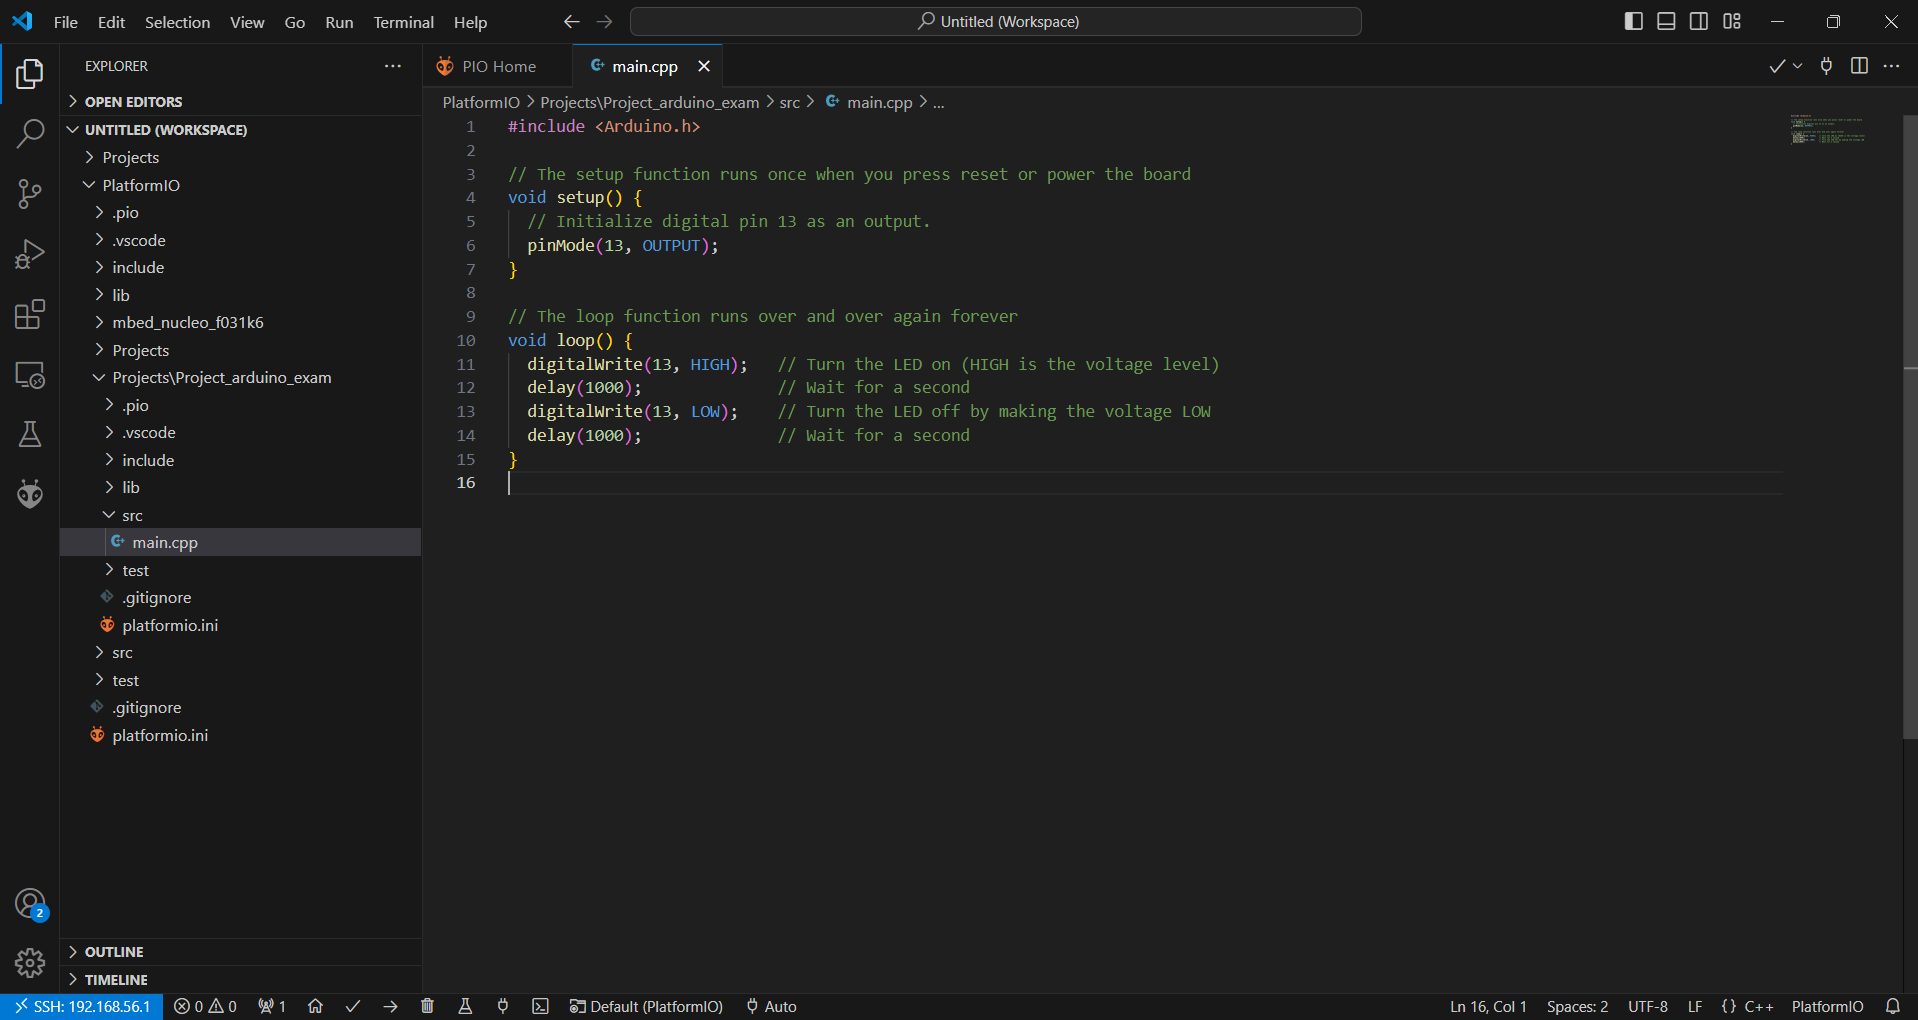 File Edit Selection View Go Run Terminal Help
Untitled (Workspace)
EXPLORER
OPEN EDITORS
UNTITLED (WORKSPACE)
Projects
PlatformIO
.pio
.vscode
include
lib
mbed_nucleo_f031k6
Projects
Projects\Project_arduino_exam
.pio
.vscode
include
lib
src
main.cpp
test
.gitignore
platformio.ini
src
test
.gitignore
platformio.ini
OUTLINE
TIMELINE
PIO Home main.cpp
PlatformIO > Projects\Project_arduino_exam > src > main.cpp > ...
1 #include <Arduino.h>
2
3 // The setup function runs once when you press reset or power the board
4 void setup() {
5 // Initialize digital pin 13 as an output.
6 pinMode(13, OUTPUT);
7 }
8
9 // The loop function runs over and over again forever
10 void loop() {
11 digitalWrite(13, HIGH); // Turn the LED on (HIGH is the voltage level)
12 delay(1000); // Wait for a second
13 digitalWrite(13, LOW); // Turn the LED off by making the voltage LOW
14 delay(1000); // Wait for a second
15 }
16
2
SSH: 192.168.56.1 0 0 1 Default (PlatformIO) Auto Ln 16, Col 1 Spaces: 2 UTF-8 LF {} C++ PlatformIO